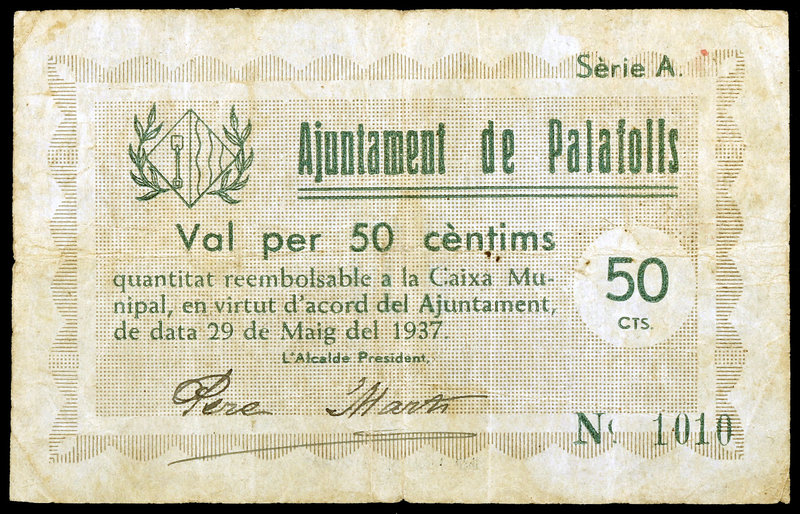 Sèrie A.
Ajuntament de Palafolls
Val per 50 cèntims
quantitat reembolsable a la Caixa Mu-
nipal, en virtut d'acord del Ajuntament,
de data 29 de Maig del 1937.
50
CTS.
L'Alcalde President,
Pere Martí
Nº 1010